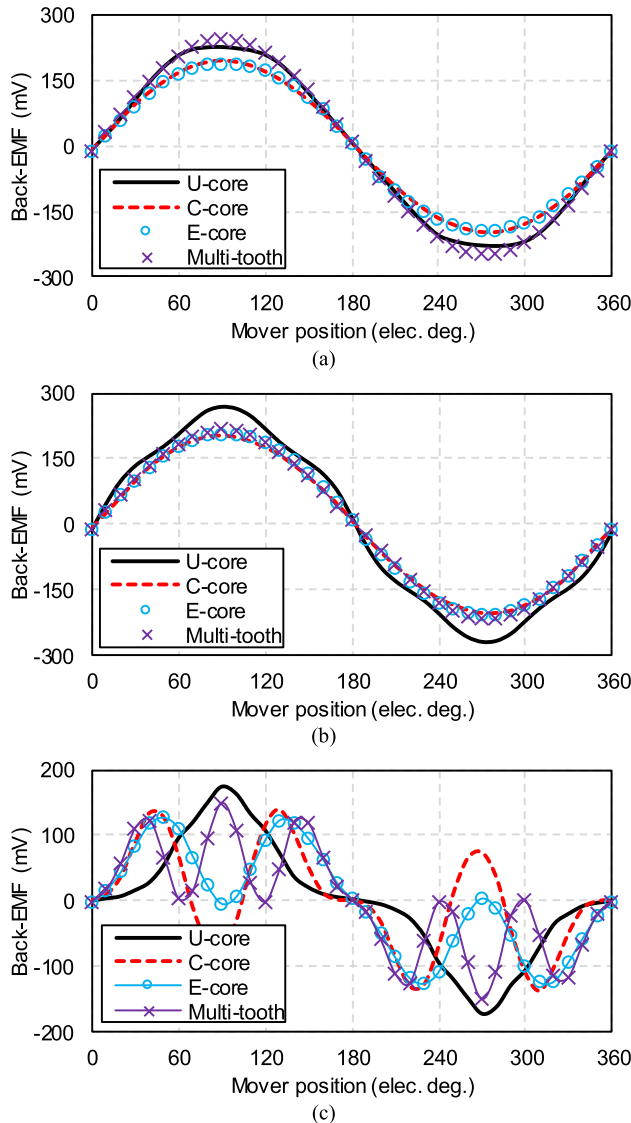 300
150
0
-150
-300
Back-EMF (mV)
U-core
C-core
E-core
Multi-tooth
0 60 120 180 240 300 360
Mover position (elec. deg.)
(a)
300
150
0
-150
-300
Back-EMF (mV)
U-core
C-core
E-core
Multi-tooth
0 60 120 180 240 300 360
Mover position (elec. deg.)
(b)
200
100
0
-100
-200
Back-EMF (mV)
U-core
C-core
E-core
Multi-tooth
0 60 120 180 240 300 360
Mover position (elec. deg.)
(c)